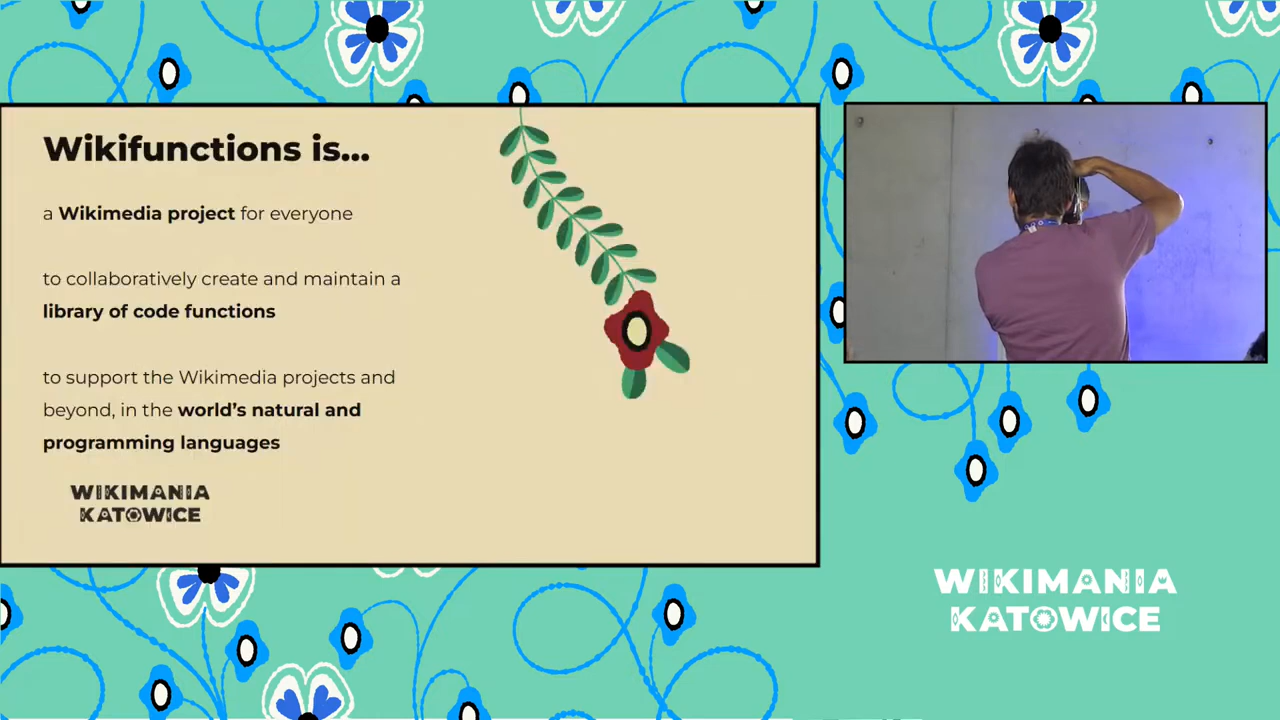 Wikifunctions is...
a Wikimedia project for everyone
to collaboratively create and maintain a
library of code functions
to support the Wikimedia projects and
beyond, in the world’s natural and
programming languages
WIKIMANIA
KATOWICE
WIKIMANIA
KATOWICE